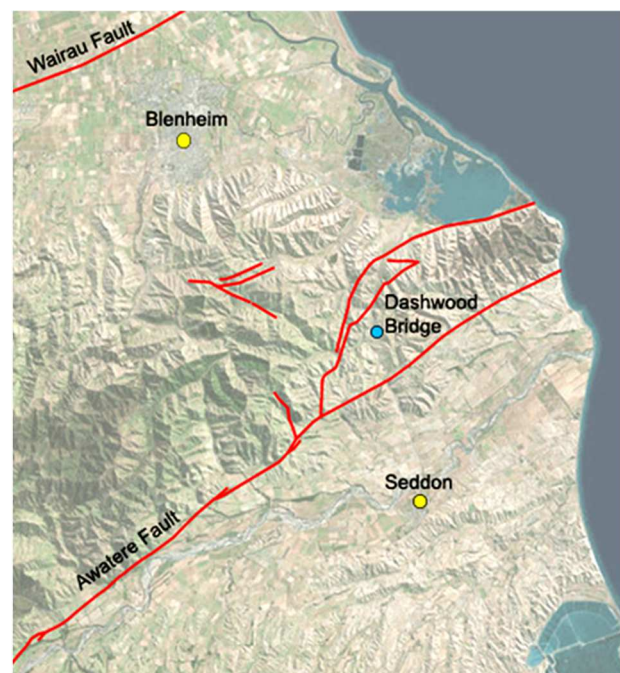 Wairau Fault
Blenheim
Dashwood
Bridge
Seddon
Awatere Fault